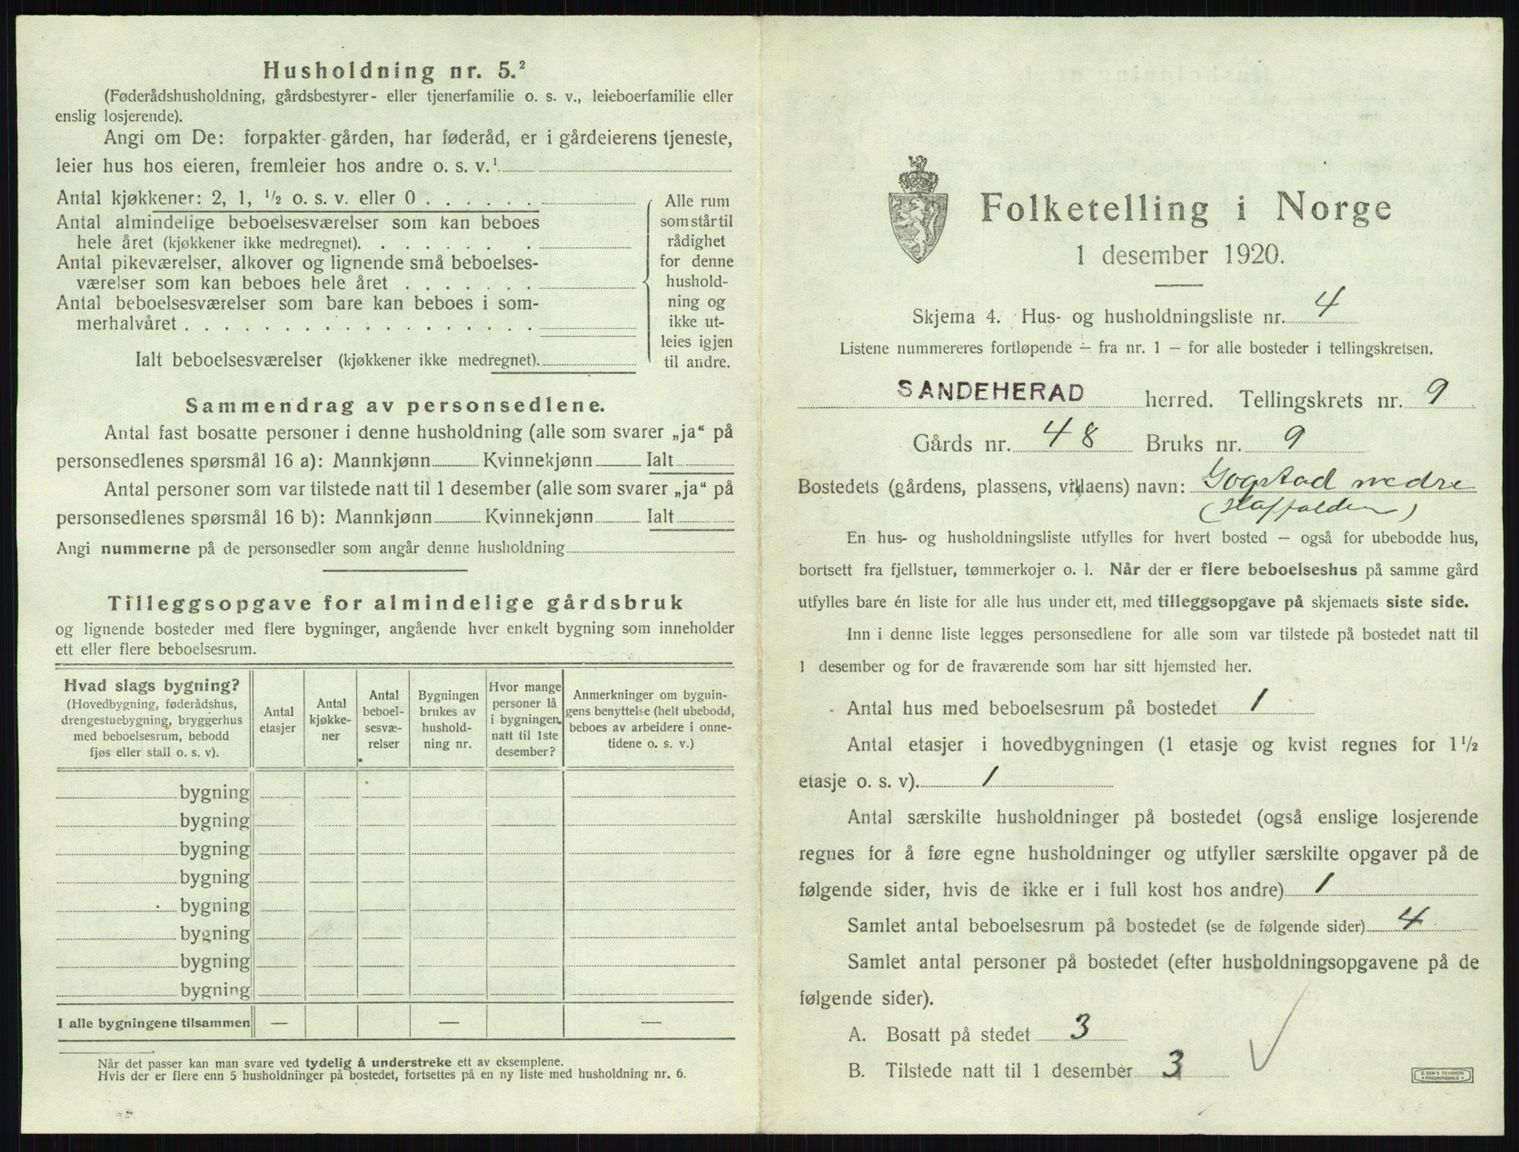 Husholdning nr. 5.²
(Føderådshusholdning, gårdsbestyrer- eller tjenerfamilie o. s. v., leieboerfamilie eller
enslig losjerende).
Angi om De: forpakter gården, har føderåd, er i gårdeierens tjeneste,
leier hus hos eieren, fremleier hos andre o. s. v.¹
Antal kjøkkener: 2, 1, ½ o. s. v. eller 0
Antal almindelige beboelsesværelser som kan beboes
hele året (kjøkkener ikke medregnet).
Antal pikeværelser, alkover og lignende små beboelses-
værelser som kan beboes hele året
Antal beboelsesværelser som bare kan beboes i som-
merhalvåret
Ialt beboelsesværelser (kjøkkener ikke medregnet).
Alle rum
som står til
rådighet
for denne
hushold-
ning og
ikke ut-
leies igjen
til andre.
Sammendrag av personsedlene.
Antal fast bosatte personer i denne husholdning (alle som svarer „ja“ på
personsedlenes spørsmål 16 a): Mannkjønn Kvinnekjønn Ialt
Antal personer som var tilstede natt til 1 desember (alle som svarer „ja“ på
personsedlenes spørsmål 16 b): Mannkjønn Kvinnekjønn Ialt
Angi nummerne på de personsedler som angår denne husholdning
Tilleggsopgave for almindelige gårdsbruk
og lignende bosteder med flere bygninger, angående hver enkelt bygning som inneholder
ett eller flere beboelsesrum.
Hvad slags bygning?
(Hovedbygning, føderådshus,
drengestuebygning, bryggerhus
med beboelsesrum, bebodd
fjøs eller stall o. s. v).
Antal
etasjer
Antal
kjøkke-
ner
Antal
beboel-
sesvæ-
relser
Bygningen
brukes av
hushold-
ning nr.
Hvor mange
personer lå
i bygningen
natt til 1ste
desember?
Anmerkninger om bygnin-
gens benyttelse (helt ubebodd,
beboes av arbeidere i onne-
tidene o. s. v.)
bygning
bygning
bygning
bygning
bygning
bygning
bygning
bygning
I alle bygningene tilsammen — — —
Når det passer kan man svare ved tydelig å understreke ett av eksemplene.
Hvis der er flere enn 5 husholdninger på bostedet, fortsettes på en ny liste med husholdning nr. 6.
Folketelling i Norge
1 desember 1920.
Skjema 4. Hus- og husholdningsliste nr. 4
Listene nummereres fortløpende — fra nr. 1 — for alle bosteder i tellingskretsen.
SANDEHERAD herred. Tellingskrets nr. 9
Gårds nr. 48 Bruks nr. 9
Bostedets (gårdens, plassens, villaens) navn: Gogstad nedre
En hus- og husholdningsliste utfylles for hvert bosted — også for ubebodde hus,
bortsett fra fjellstuer, tømmerkojer o. l. Når der er flere beboelseshus på samme gård
utfylles bare én liste for alle hus under ett, med tilleggsopgave på skjemaets siste side.
Inn i denne liste legges personsedlene for alle som var tilstede på bostedet natt til
1 desember og for de fraværende som har sitt hjemsted her.
Antal hus med beboelsesrum på bostedet 1
Antal etasjer i hovedbygningen (1 etasje og kvist regnes for 1½
etasje o. s. v). 1
Antal særskilte husholdninger på bostedet (også enslige losjerende
regnes for å føre egne husholdninger og utfyller særskilte opgaver på de
følgende sider, hvis de ikke er i full kost hos andre) 1
Samlet antal beboelsesrum på bostedet (se de følgende sider) 4
Samlet antal personer på bostedet (efter husholdningsopgavene på de
følgende sider).
A. Bosatt på stedet 3
B. Tilstede natt til 1 desember 3